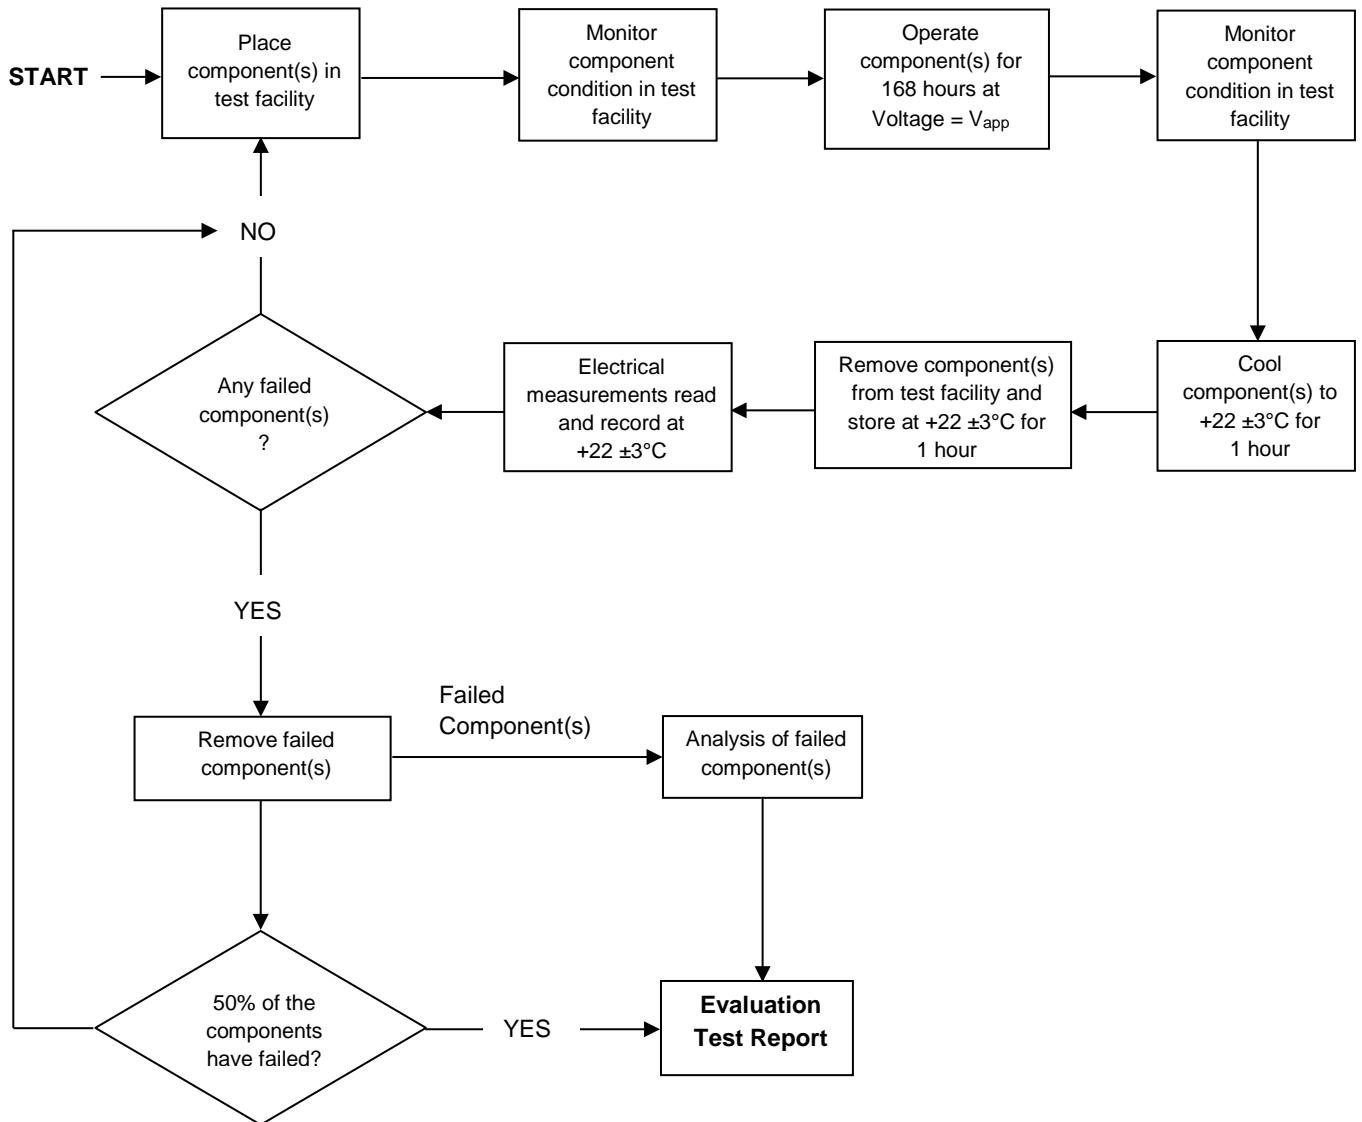 START
Place
component(s) in
test facility
Monitor
component
condition in test
facility
Operate
component(s) for
168 hours at
Voltage = Vapp
Monitor
component
condition in test
facility
Cool
component(s) to
+22 ±3°C for
1 hour
Remove component(s)
from test facility and
store at +22 ±3°C for
1 hour
Electrical
measurements read
and record at
+22 ±3°C
Any failed
component(s)
?
NO
YES
Remove failed
component(s)
Failed
Component(s)
Analysis of failed
component(s)
50% of the
components
have failed?
YES
Evaluation
Test Report